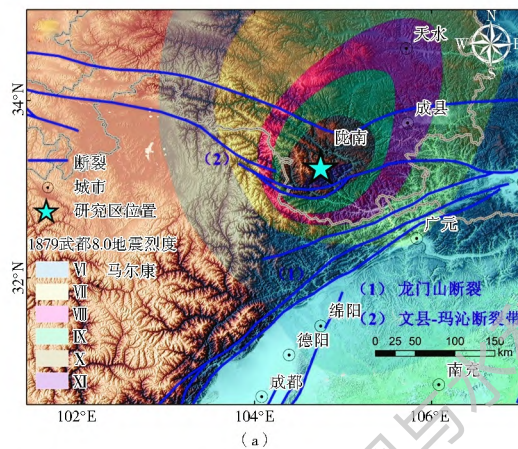 天水
N
W
E
S
34°N
成县
陇南
(2)
断裂
城市
研究区位置
广元
1879武都8.0地震烈度
32°N
Ⅵ
马尔康
(1)
Ⅶ
(1) 龙门山断裂
Ⅷ
绵阳
(2) 文县-玛沁断裂带
Ⅸ
德阳
0 25 50 100 150
km
Ⅹ
成都
南充
Ⅺ
102°E
104°E
106°E
(a)